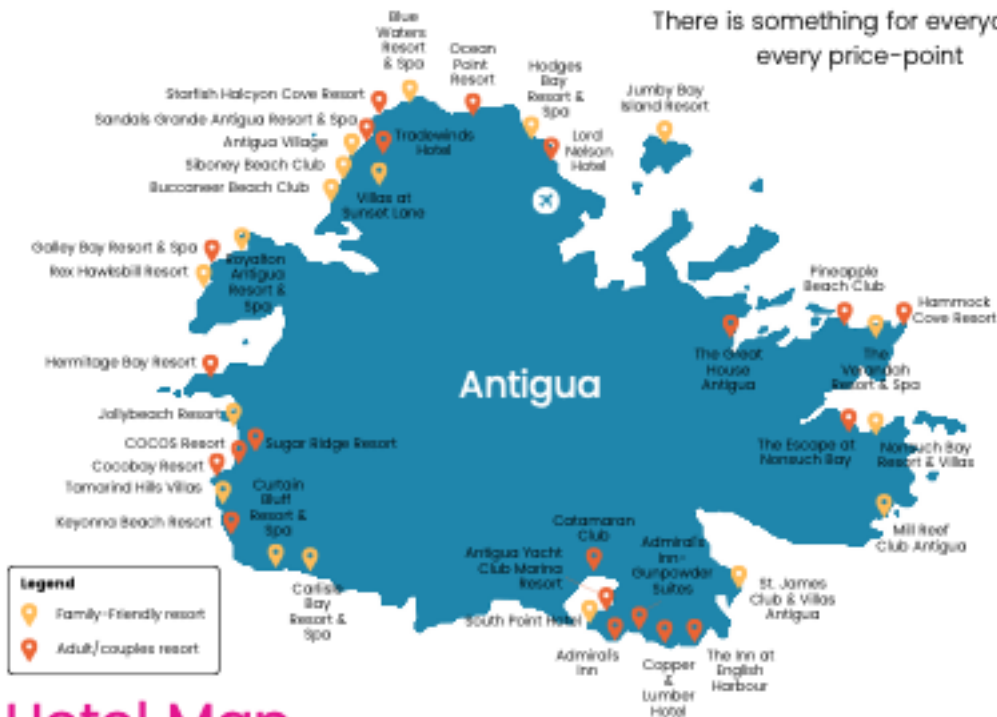 There is something for everyo
every price-point
Blue
Waters
Resort
& Spa
Ocean
Point
Resort
Hodges
Bay
Resort &
Spa
Jumby Bay
Island Resort
Starfish Halcyon Cove Resort
Sandals Grande Antigua Resort & Spa
Antigua Village
Siboney Beach Club
Buccaneer Beach Club
Tradewinds
Hotel
Villas at
Sunset Lane
Lord
Nelson
Hotel
Galley Bay Resort & Spa
Rex Hawksbill Resort
Royalton
Antigua
Resort &
Spa
Pineapple
Beach Club
Hammock
Cove Resort
The Great
House
Antigua
The
Verandah
Resort & Spa
Hermitage Bay Resort
Antigua
Jollybeach Resort
COCOS Resort
Sugar Ridge Resort
Cocobay Resort
Tamarind Hills Villas
Keyonna Beach Resort
Curtain
Bluff
Resort &
Spa
The Escape at
Nonsuch Bay
Nonsuch Bay
Resort & Villas
Mill Reef
Club Antigua
Catamaran
Club
Antigua Yacht
Club Marina
Resort
Admiral's
Inn-
Gunpowder
Suites
Carlisle
Bay
Resort &
Spa
South Point Hotel
St. James
Club & Villas
Antigua
Admiral's
Inn
Copper
&
Lumber
Hotel
The Inn at
English
Harbour
Legend
Family-Friendly resort
Adult/couples resort
Hotel Map